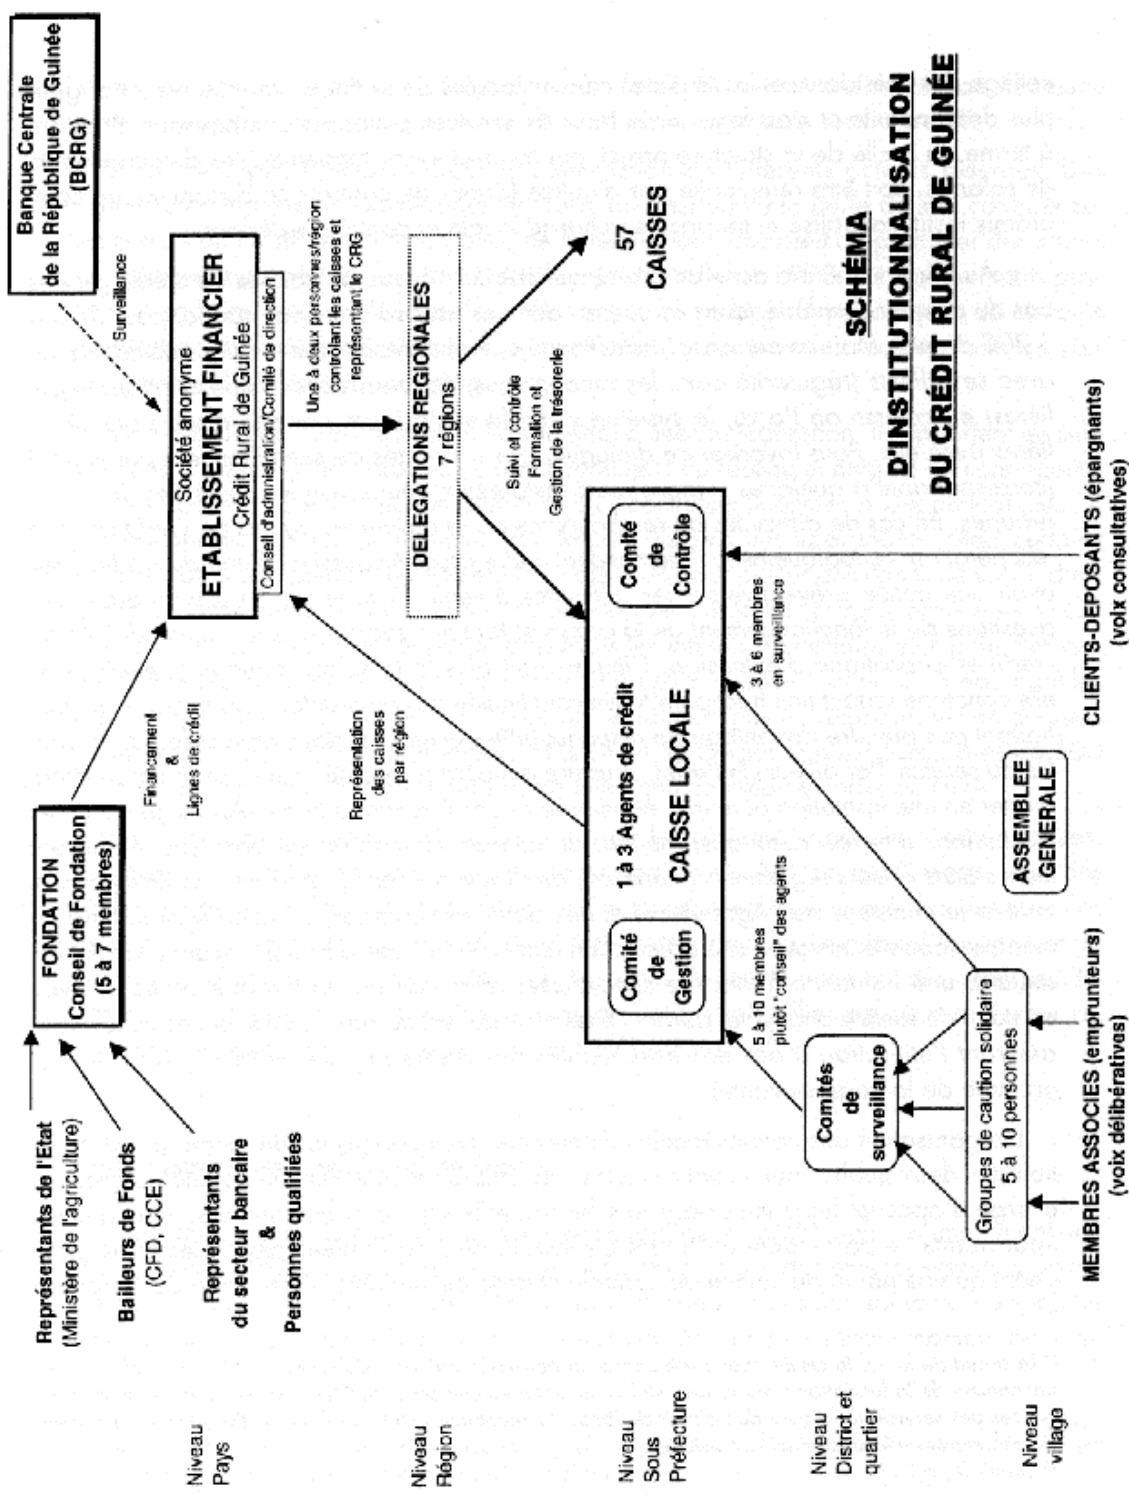 Représentants de l'Etat
(Ministère de l'agriculture)
Bailleurs de Fonds
(CFD, CCE)
Représentants
du secteur bancaire
&
Personnes qualifiées
FONDATION
Conseil de Fondation
(5 à 7 membres)
Banque Centrale
de la République de Guinée
(BCRG)
Surveillance
Financement
&
Lignes de crédit
Niveau
Pays
Société anonyme
ETABLISSEMENT FINANCIER
Crédit Rural de Guinée
Conseil d'administration/Comité de direction
Une à deux personnes/région
contrôlant les caisses et
représentant le CRG
Représentation
des caisses
par région
Niveau
Région
DELEGATIONS REGIONALES
7 régions
Suivi et contrôle
Formation et
Gestion de la trésorerie
57
CAISSES
Niveau
Sous
Préfecture
Comité
de
Gestion
1 à 3 Agents de crédit
CAISSE LOCALE
Comité
de
Contrôle
5 à 10 membres
plutôt "conseil" des agents
3 à 6 membres
en surveillance
Niveau
District et
quartier
Comités
de
surveillance
Niveau
village
Groupes de caution solidaire
5 à 10 personnes
ASSEMBLEE
GENERALE
MEMBRES ASSOCIES (emprunteurs)
(voix délibératives)
CLIENTS-DEPOSANTS (épargnants)
(voix consultatives)
SCHÉMA
D'INSTITUTIONNALISATION
DU CRÉDIT RURAL DE GUINÉE